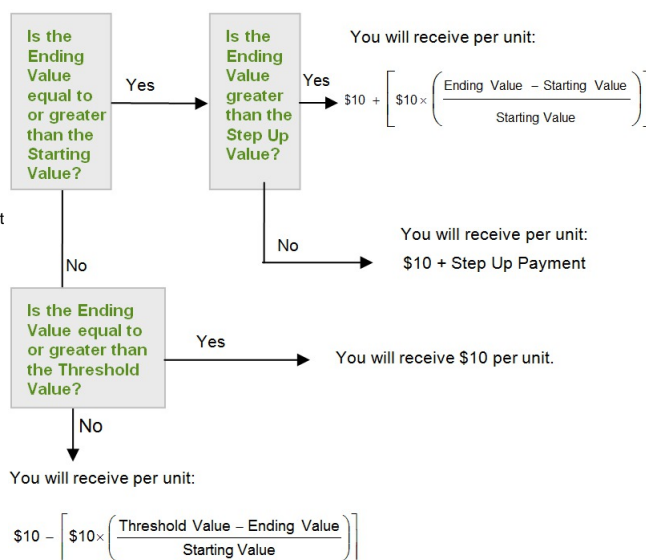 Is the
Ending
Value
equal to
or greater
than the
Starting
Value?
Yes
Is the
Ending
Value
greater
than the
Step Up
Value?
Yes
You will receive per unit:
$10 + [ $10 × ( Ending Value – Starting Value
Starting Value ) ]
t
No
No
You will receive per unit:
$10 + Step Up Payment
Is the Ending
Value equal to
or greater than
the Threshold
Value?
Yes
You will receive $10 per unit.
No
You will receive per unit:
$10 – [ $10× ( Threshold Value – Ending Value
Starting Value ) ]